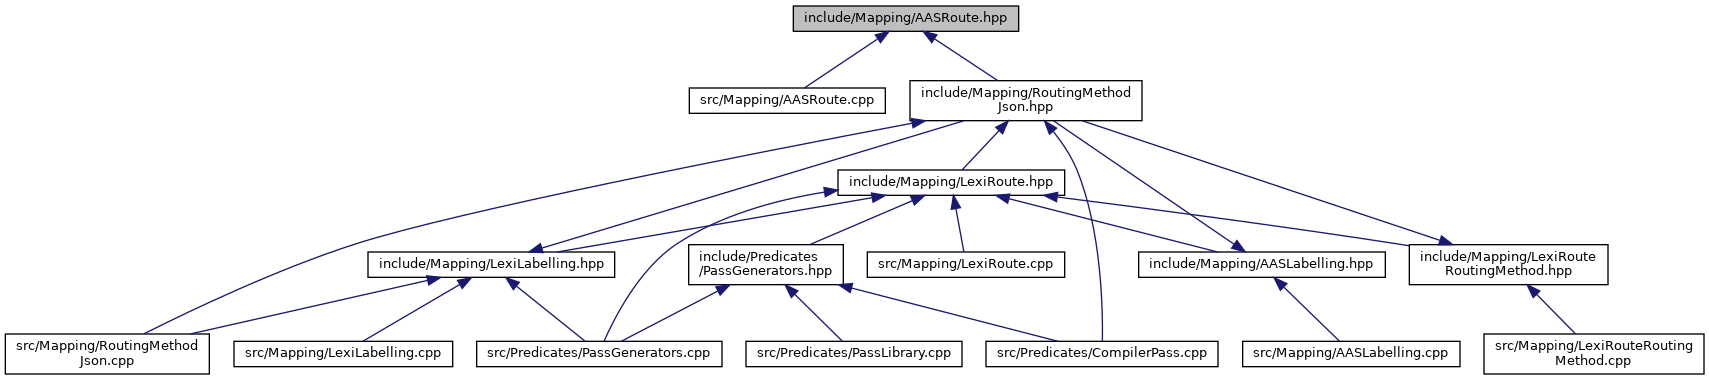 include/Mapping/AASRoute.hpp
src/Mapping/AASRoute.cpp
include/Mapping/RoutingMethod
Json.hpp
include/Mapping/LexiRoute.hpp
include/Mapping/LexiLabelling.hpp
include/Predicates
/PassGenerators.hpp
src/Mapping/LexiRoute.cpp
include/Mapping/AASLabelling.hpp
include/Mapping/LexiRoute
RoutingMethod.hpp
src/Mapping/RoutingMethod
Json.cpp
src/Mapping/LexiLabelling.cpp
src/Predicates/PassGenerators.cpp
src/Predicates/PassLibrary.cpp
src/Predicates/CompilerPass.cpp
src/Mapping/AASLabelling.cpp
src/Mapping/LexiRouteRouting
Method.cpp